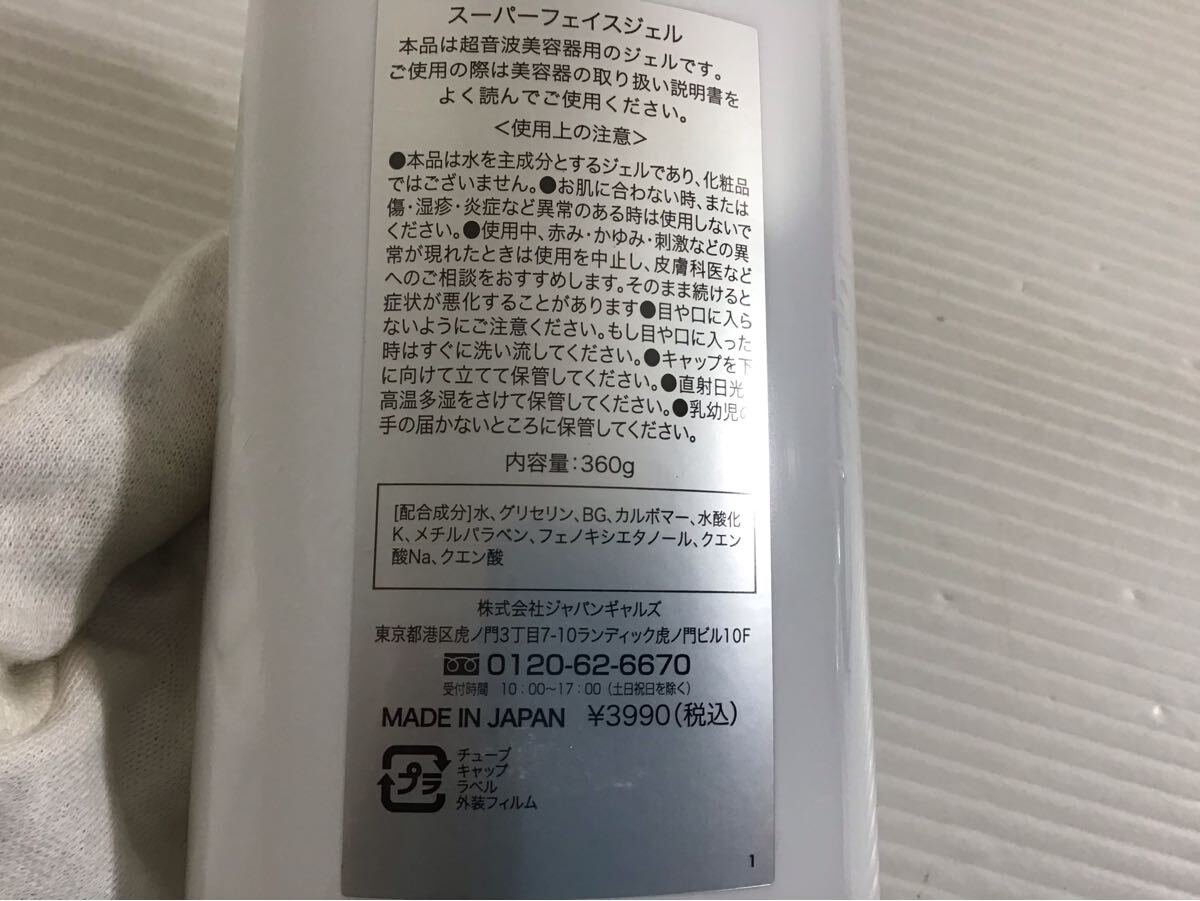 スーパーフェイスジェル
本品は超音波美容器用のジェルです。
ご使用の際は美容器の取り扱い説明書を
よく読んでご使用ください。
＜使用上の注意＞
●本品は水を主成分とするジェルであり、化粧品
ではございません。●お肌に合わない時、または
傷・湿疹・炎症など異常のある時は使用しないで
ください。●使用中、赤み・かゆみ・刺激などの異
常が現れたときは使用を中止し、皮膚科医など
へのご相談をおすすめします。そのまま続けると
症状が悪化することがあります●目や口に入ら
ないようにご注意ください。もし目や口に入った
時はすぐに洗い流してください。●キャップを下
に向けて立てて保管してください。●直射日光
高温多湿をさけて保管してください。●乳幼児の
手の届かないところに保管してください。
内容量：360g
[配合成分]水、グリセリン、BG、カルボマー、水酸化
K、メチルパラベン、フェノキシエタノール、クエン
酸Na、クエン酸
株式会社ジャパンギャルズ
東京都港区虎ノ門3丁目7-10ランディック虎ノ門ビル10F
0120-62-6670
受付時間 10：00〜17：00（土日祝日を除く）
MADE IN JAPAN ¥3990（税込）
プラ
チューブ
キャップ
ラベル
外装フィルム
1